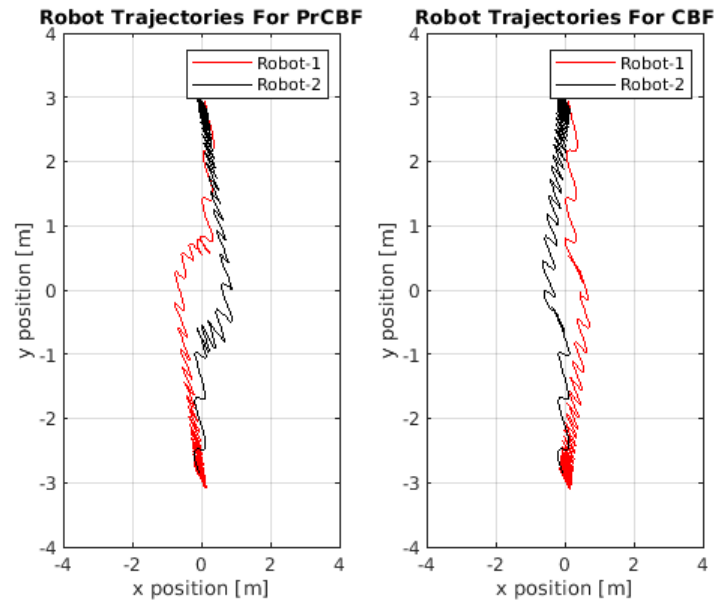 Robot Trajectories For PrCBF
Robot-1
Robot-2
4
3
2
1
0
-1
-2
-3
-4
y position [m]
-4
-2
0
2
4
x position [m]
Robot Trajectories For CBF
Robot-1
Robot-2
4
3
2
1
0
-1
-2
-3
-4
y position [m]
-4
-2
0
2
4
x position [m]